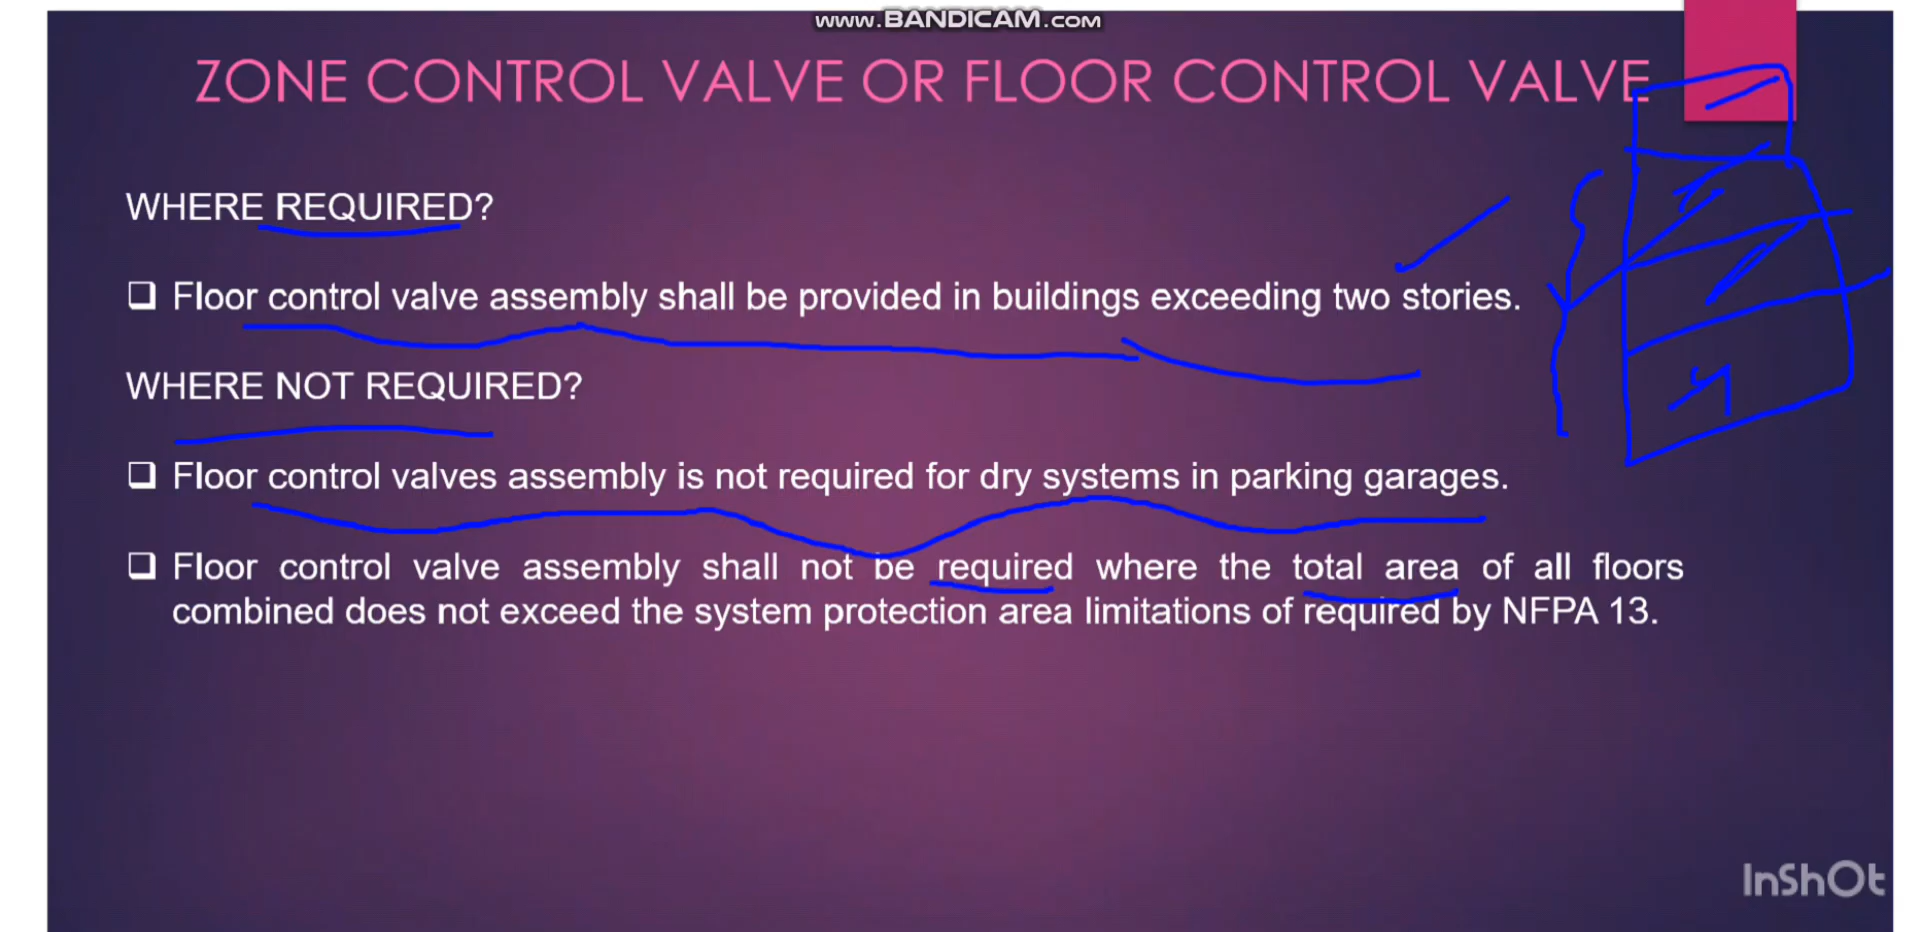 www.BANDICAM.com
ZONE CONTROL VALVE OR FLOOR CONTROL VALVE
WHERE REQUIRED?
❑ Floor control valve assembly shall be provided in buildings exceeding two stories.
WHERE NOT REQUIRED?
❑ Floor control valves assembly is not required for dry systems in parking garages.
❑ Floor control valve assembly shall not be required where the total area of all floors
combined does not exceed the system protection area limitations of required by NFPA 13.
InShOt